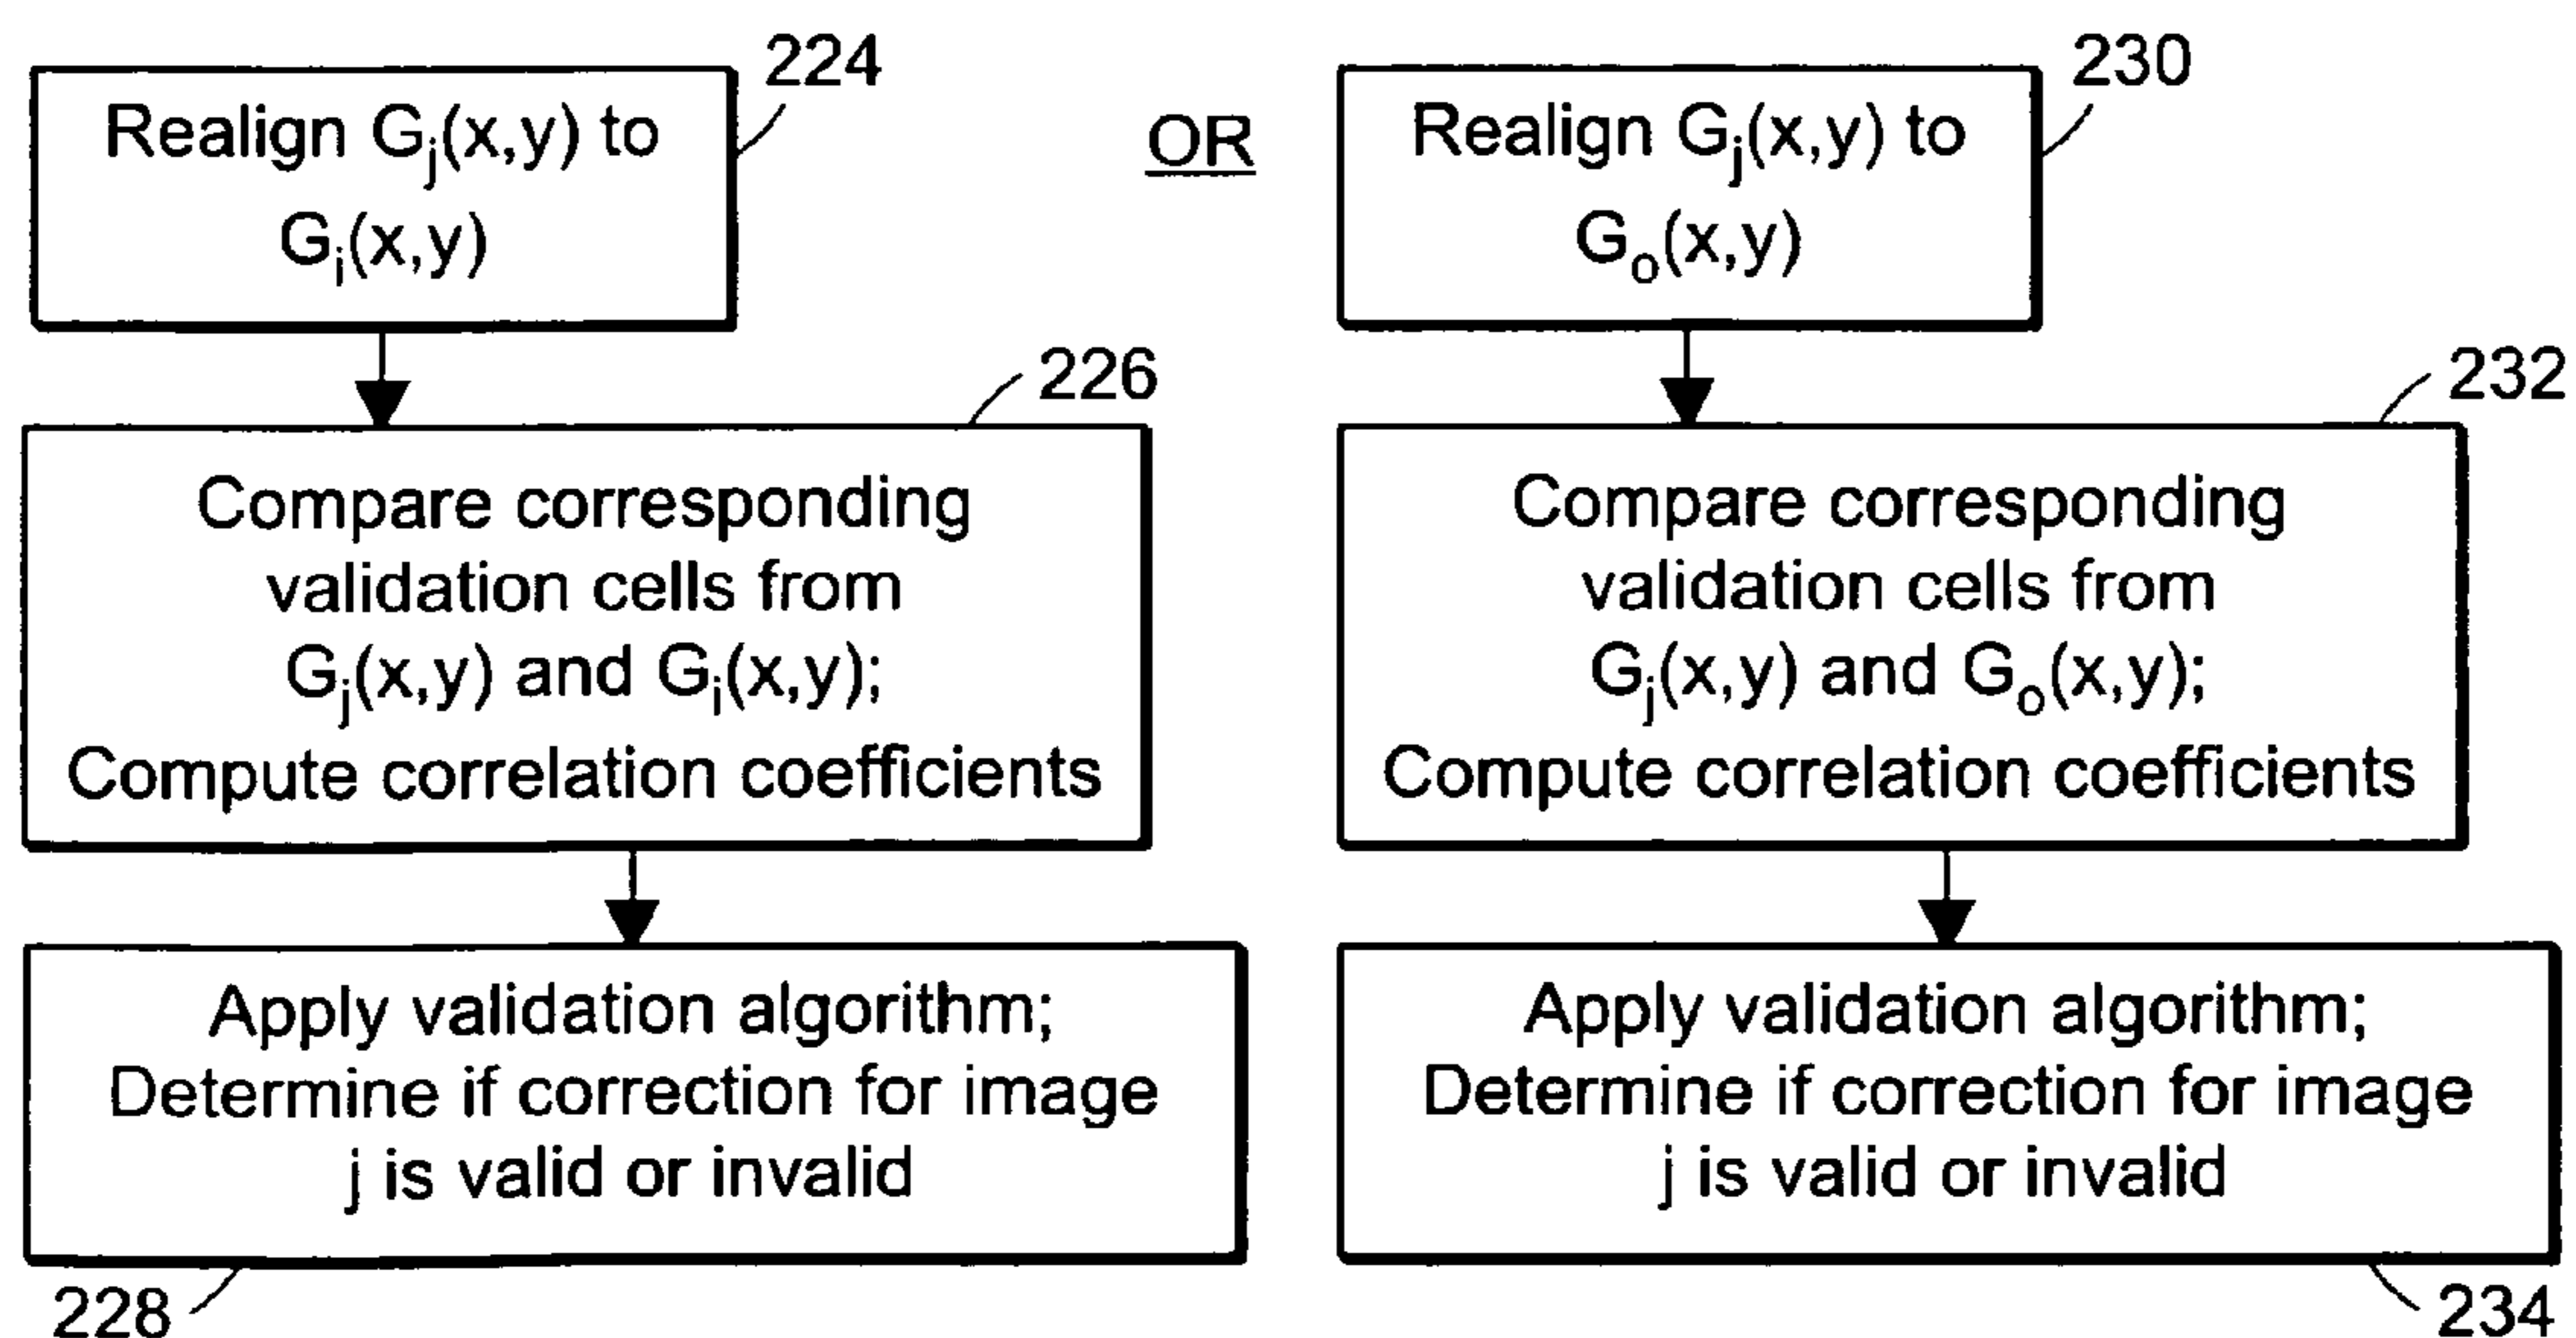 224
Realign Gj(x,y) to
Gi(x,y)
226
Compare corresponding
validation cells from
Gj(x,y) and Gi(x,y);
Compute correlation coefficients
Apply validation algorithm;
Determine if correction for image
j is valid or invalid
228
OR
230
Realign Gj(x,y) to
Go(x,y)
232
Compare corresponding
validation cells from
Gj(x,y) and Go(x,y);
Compute correlation coefficients
Apply validation algorithm;
Determine if correction for image
j is valid or invalid
234